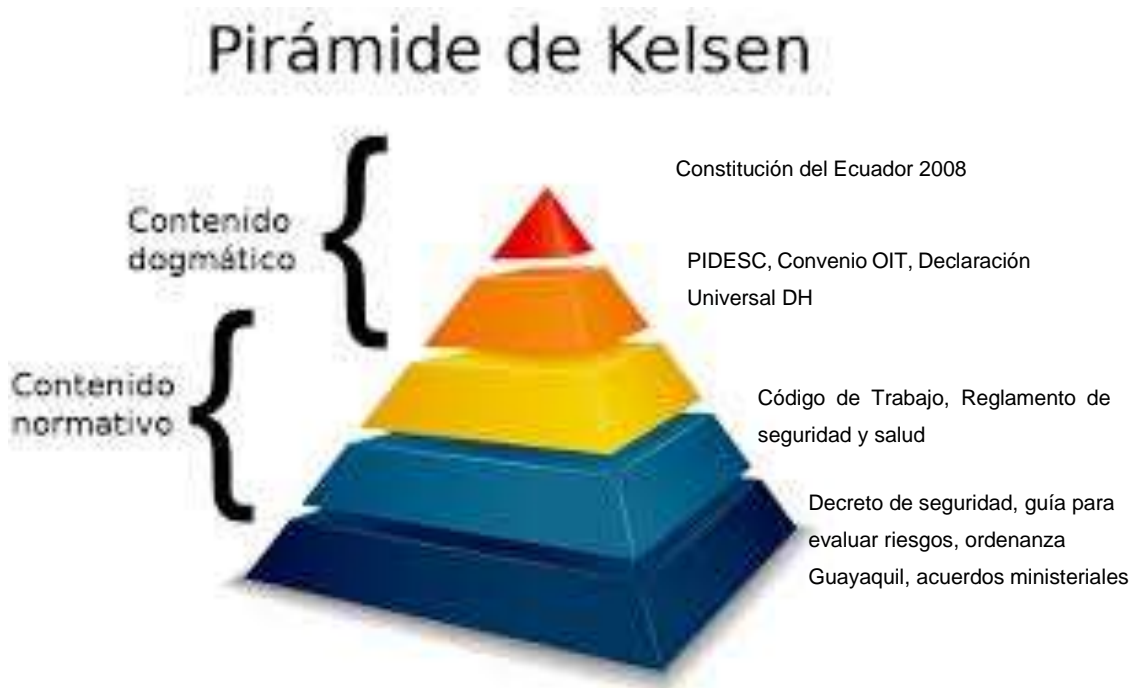 Pirámide de Kelsen
Contenido
dogmático
Contenido
normativo
Constitución del Ecuador 2008
PIDESC, Convenio OIT, Declaración
Universal DH
Código de Trabajo, Reglamento de
seguridad y salud
Decreto de seguridad, guía para
evaluar riesgos, ordenanza
Guayaquil, acuerdos ministeriales